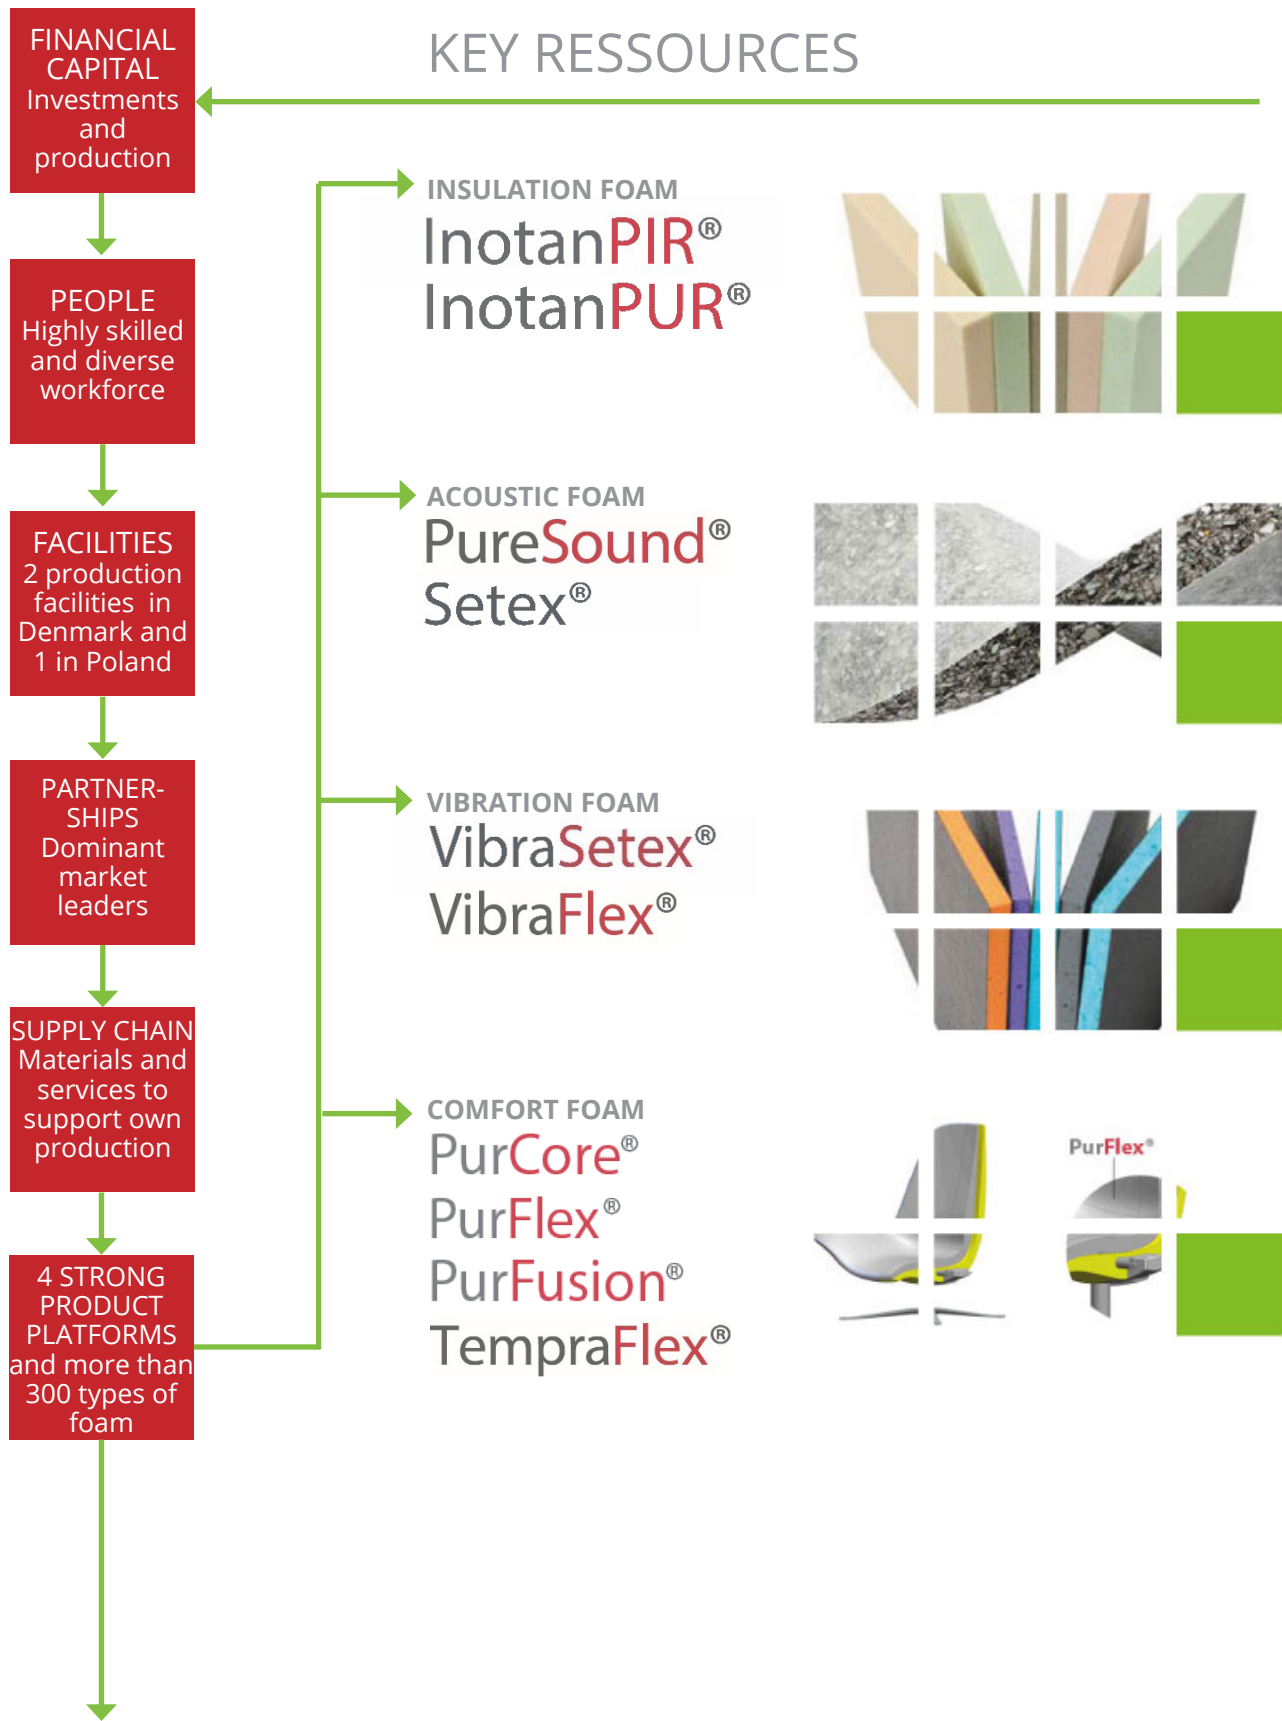 KEY RESSOURCES
FINANCIAL
CAPITAL
Investments
and
production
PEOPLE
Highly skilled
and diverse
workforce
FACILITIES
2 production
facilities in
Denmark and
1 in Poland
PARTNER-
SHIPS
Dominant
market
leaders
SUPPLY CHAIN
Materials and
services to
support own
production
4 STRONG
PRODUCT
PLATFORMS
and more than
300 types of
foam
INSULATION FOAM
InotanPIR®
InotanPUR®
ACOUSTIC FOAM
PureSound®
Setex®
VIBRATION FOAM
VibraSetex®
VibraFlex®
COMFORT FOAM
PurCore®
PurFlex®
PurFusion®
TempraFlex®
PurFlex®